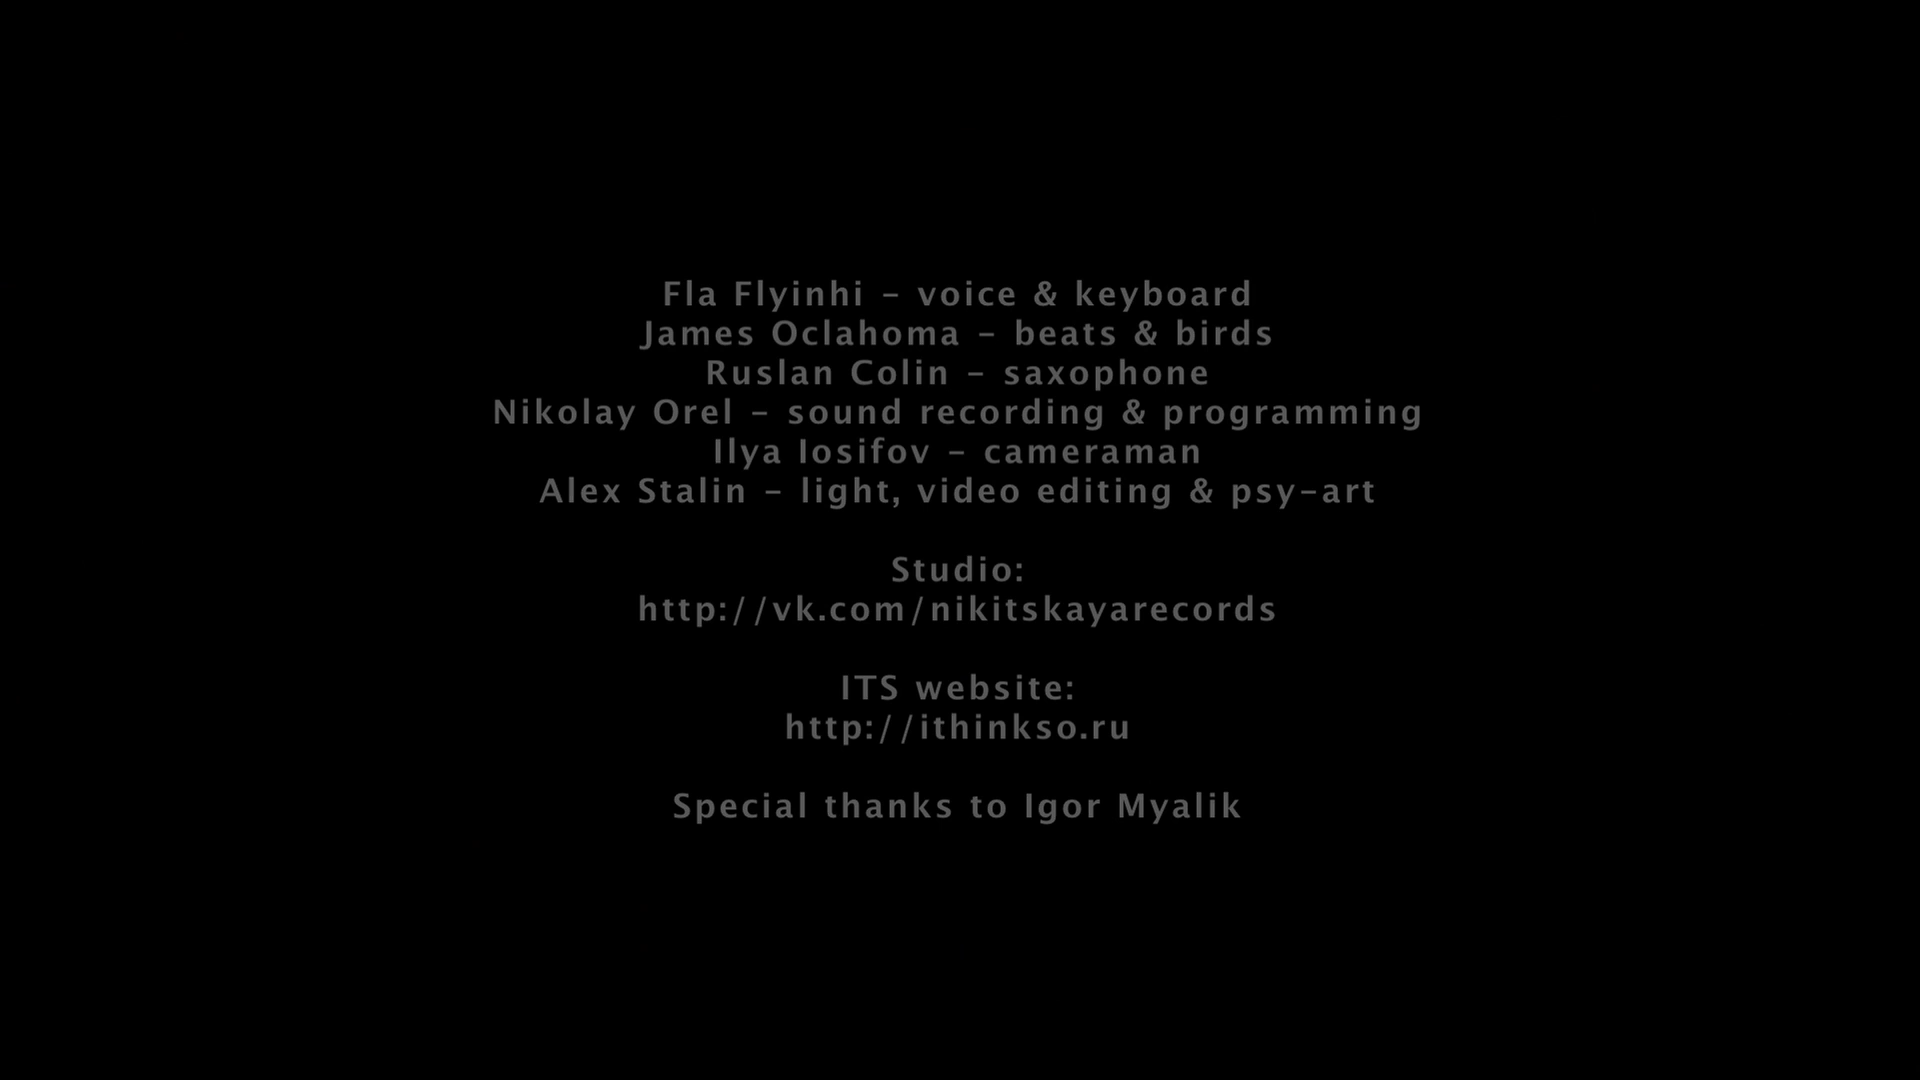 Fla Flyinhi – voice & keyboard
James Oclahoma – beats & birds
Ruslan Colin – saxophone
Nikolay Orel – sound recording & programming
Ilya Iosifov – cameraman
Alex Stalin – light, video editing & psy-art
Studio:
http://vk.com/nikitskayarecords
ITS website:
http://ithinkso.ru
Special thanks to Igor Myalik